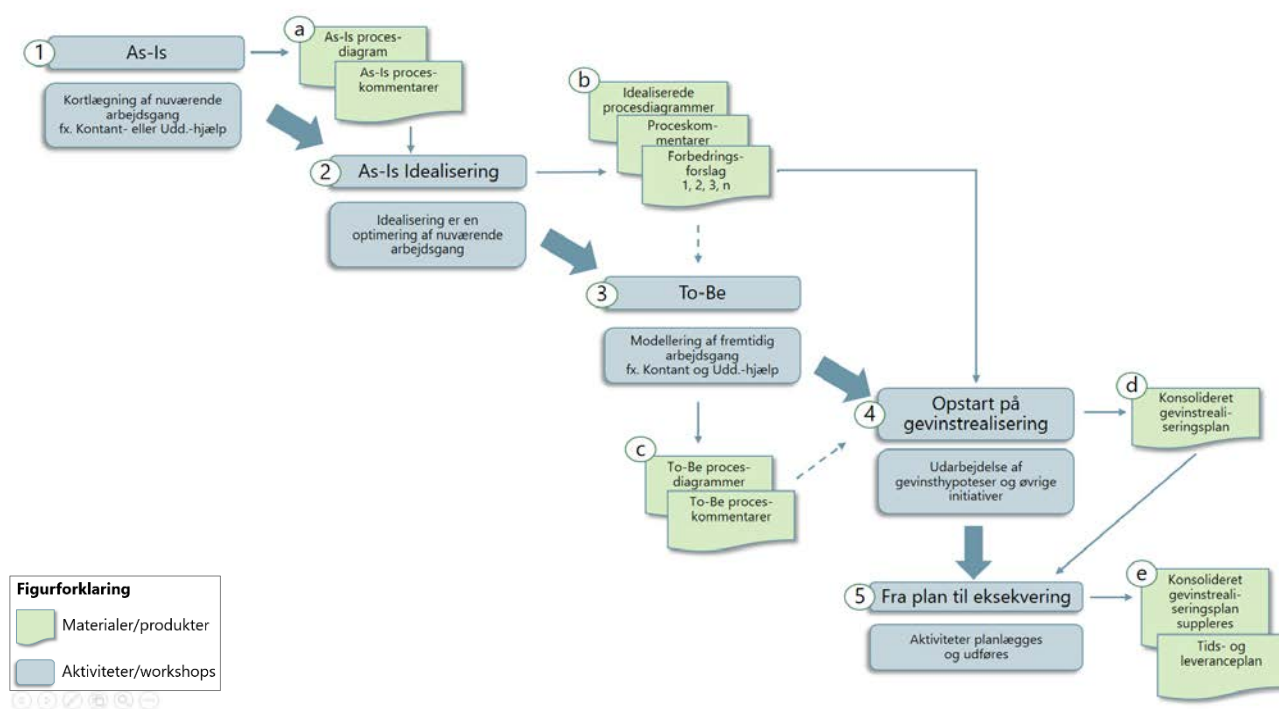 1
As-Is
Kortlægning af nuværende
arbejdsgang
fx. Kontant- eller Udd.-hjælp
a
As-Is proces-
diagram
As-Is proces-
kommentarer
2
As-Is Idealisering
Idealisering er en
optimering af nuværende
arbejdsgang
b
Idealiserede
procesdiagrammer
Proceskom-
mentarer
Forbedrings-
forslag
1, 2, 3, n
3
To-Be
Modellering af fremtidig
arbejdsgang
fx. Kontant og Udd.-hjælp
c
To-Be proces-
diagrammer
To-Be proces-
kommentarer
4
Opstart på
gevinstrealisering
Udarbejdelse af
gevinsthypoteser og øvrige
initiativer
d
Konsolideret
gevinstreali-
seringsplan
5
Fra plan til eksekvering
Aktiviteter planlægges
og udføres
e
Konsolideret
gevinstreali-
seringsplan
suppleres
Tids- og
leveranceplan
Figurforklaring
Materialer/produkter
Aktiviteter/workshops